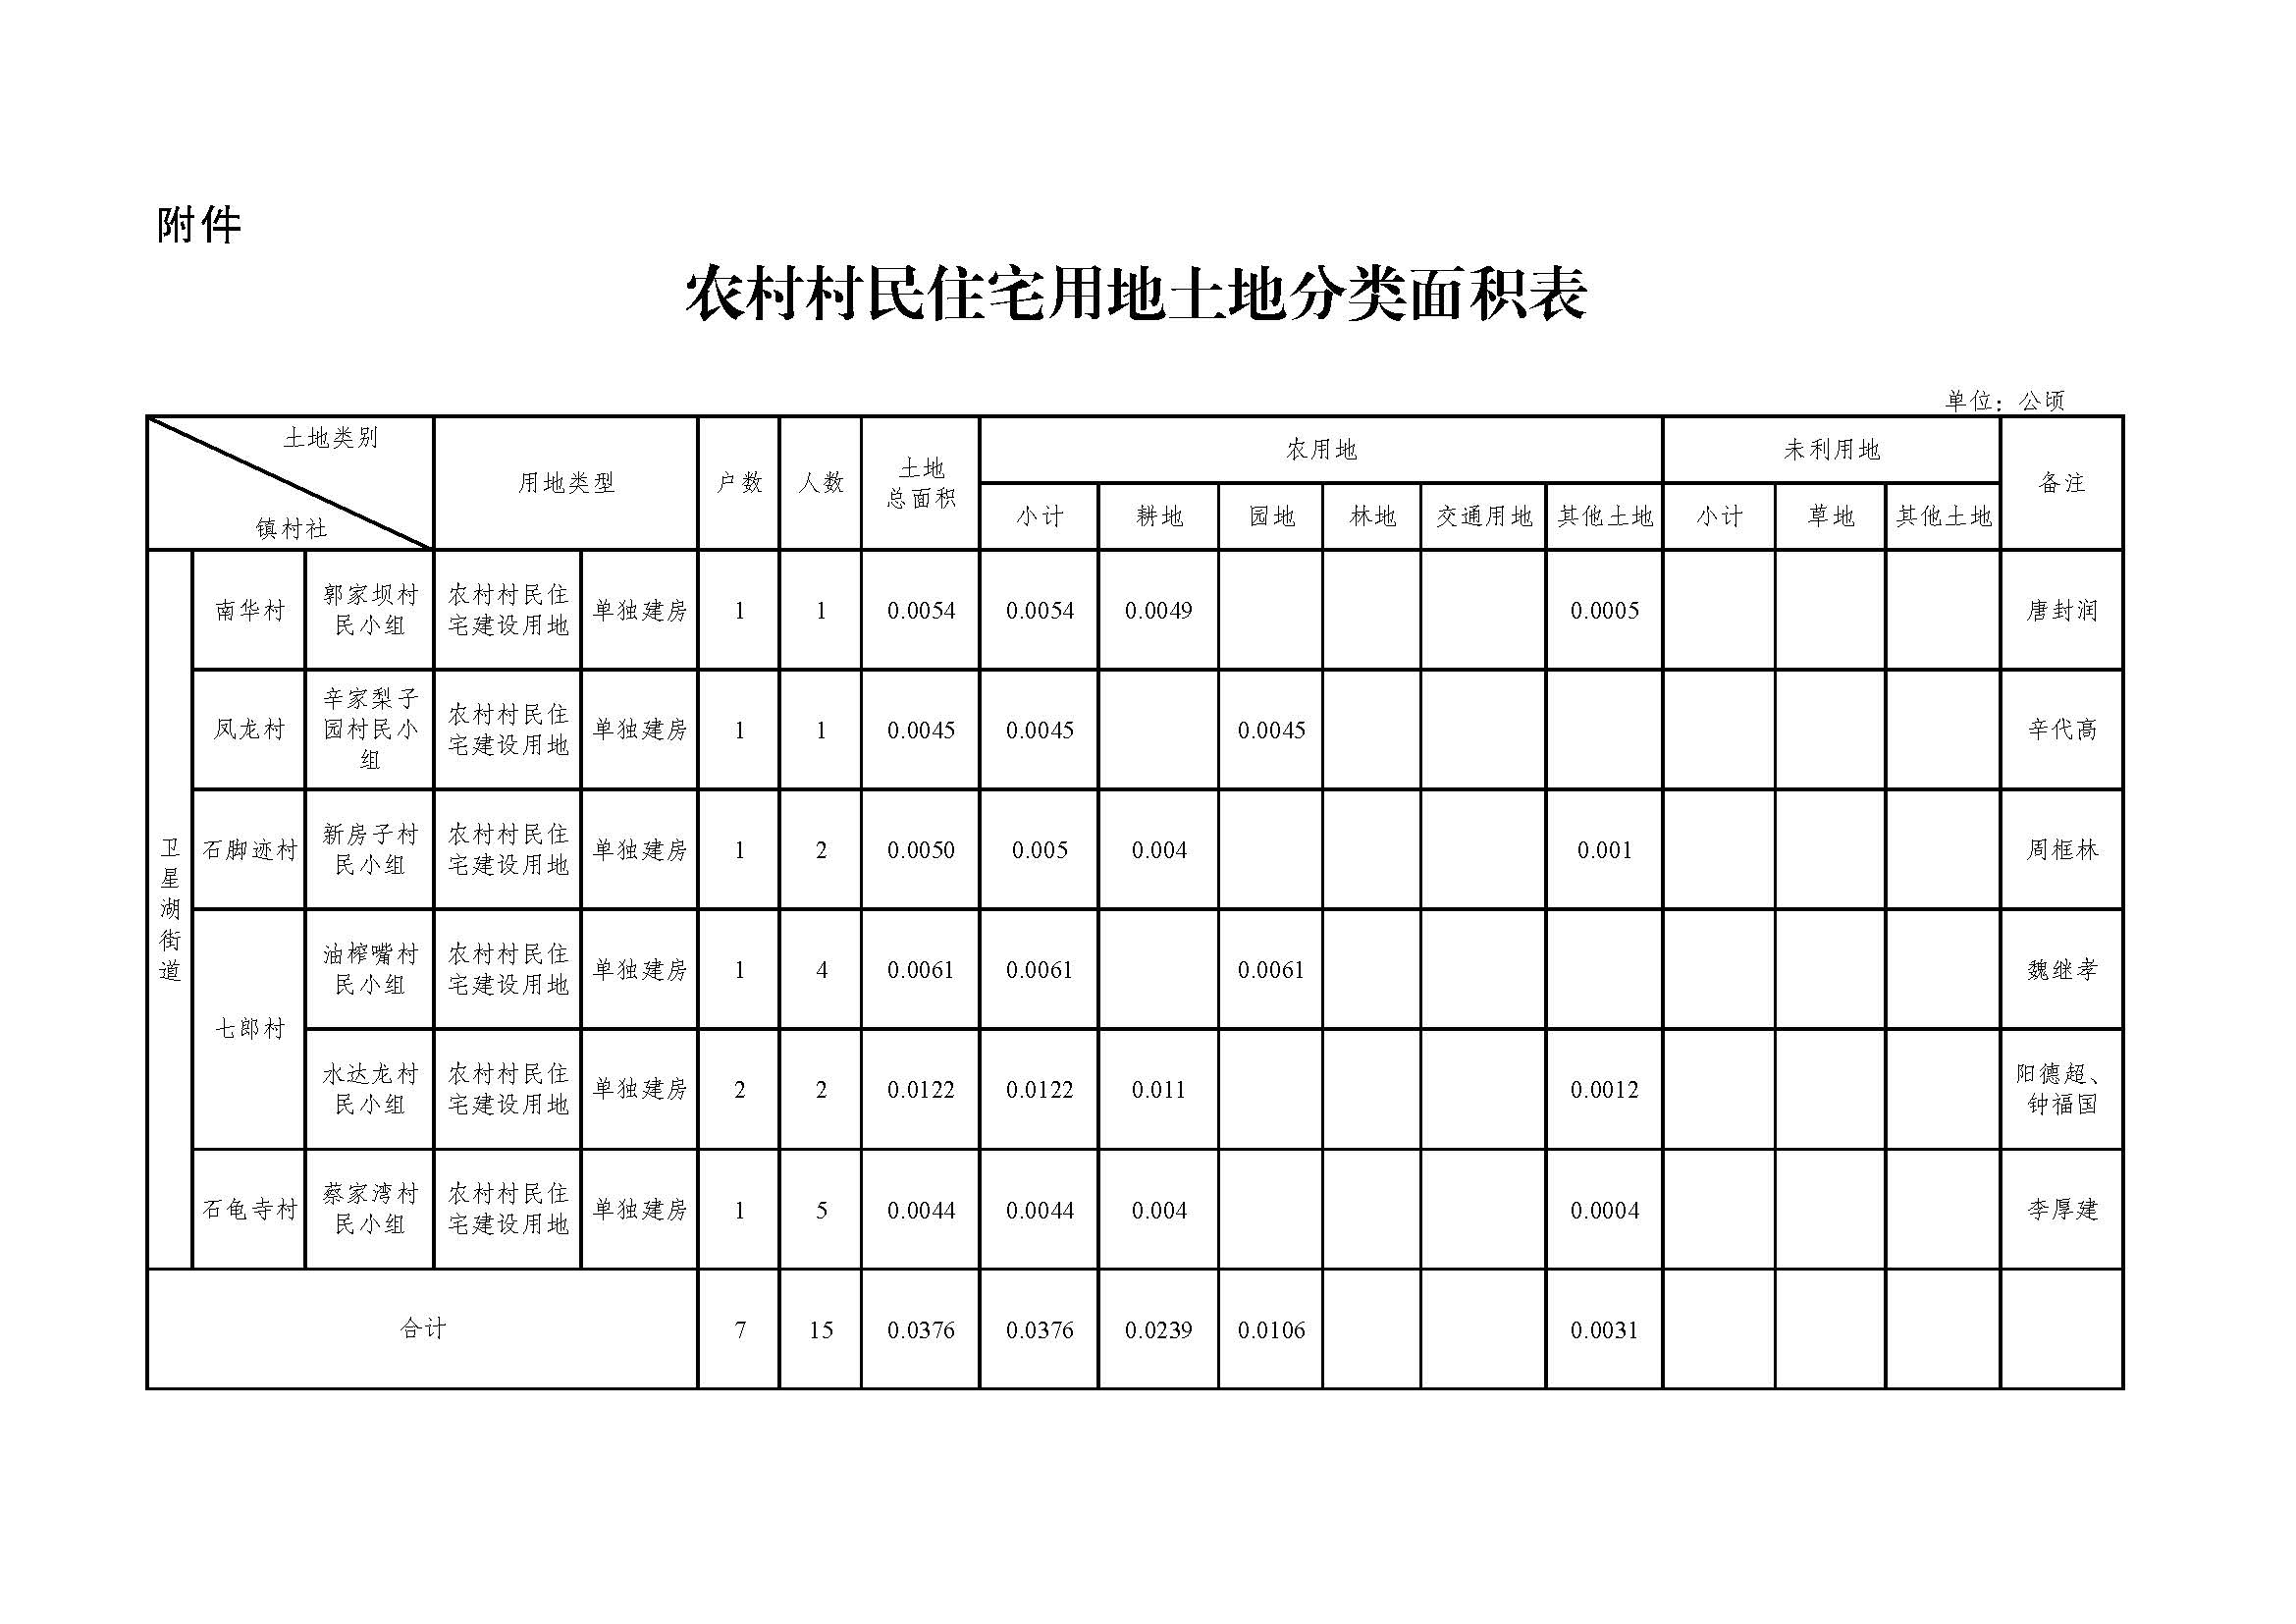 附件
农村村民住宅用地土地分类面积表
单位：公顷
土地类别
镇村社
用地类型
户数
人数
土地
总面积
农用地
未利用地
备注
小计
耕地
园地
林地
交通用地
其他土地
小计
草地
其他土地
卫星湖街道
南华村
郭家坝村
民小组
农村村民住
宅建设用地
单独建房
1
1
0.0054
0.0054
0.0049
0.0005
唐封润
凤龙村
辛家梨子
园村民小
组
农村村民住
宅建设用地
单独建房
1
1
0.0045
0.0045
0.0045
辛代高
石脚迹村
新房子村
民小组
农村村民住
宅建设用地
单独建房
1
2
0.0050
0.005
0.004
0.001
周框林
七郎村
油榨嘴村
民小组
农村村民住
宅建设用地
单独建房
1
4
0.0061
0.0061
0.0061
魏继孝
水达龙村
民小组
农村村民住
宅建设用地
单独建房
2
2
0.0122
0.0122
0.011
0.0012
阳德超、
钟福国
石龟寺村
蔡家湾村
民小组
农村村民住
宅建设用地
单独建房
1
5
0.0044
0.0044
0.004
0.0004
李厚建
合计
7
15
0.0376
0.0376
0.0239
0.0106
0.0031